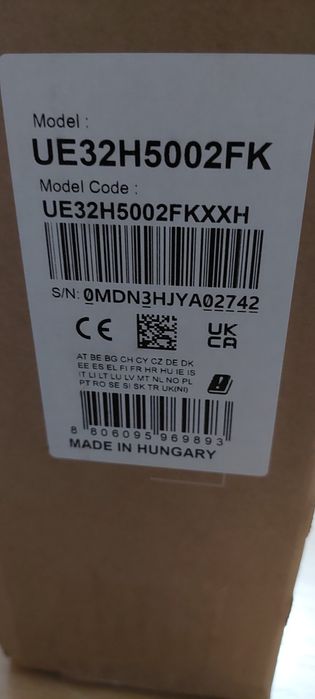 Model :
UE32H5002FK
Model Code :
UE32H5002FKXXH
S/N: 0MDN3HJYA02742
CE
UK
CA
AT BE BG CH CY CZ DE DK
EE ES EL FI FR HR HU IE IS
IT LI LT LU LV MT NL NO PL
PT RO SE SI SK TR UK(NI)
8 806095 969893
MADE IN HUNGARY